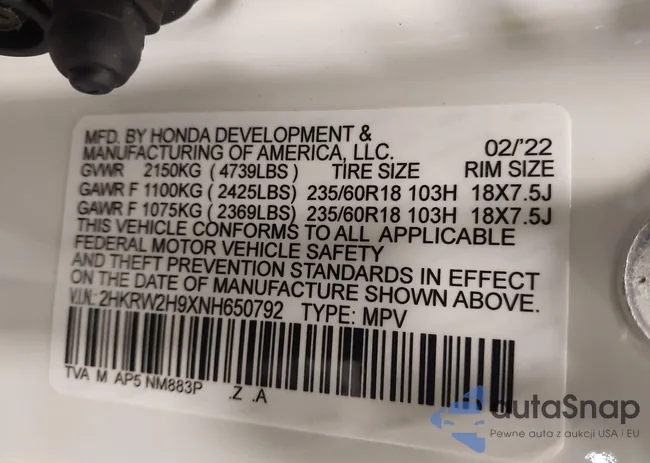 MFD. BY HONDA DEVELOPMENT & 02/'22
MANUFACTURING OF AMERICA, LLC.
GVWR 2150KG ( 4739LBS ) TIRE SIZE RIM SIZE
GAWR F 1100KG ( 2425LBS) 235/60R18 103H 18X7.5J
GAWR F 1075KG ( 2369LBS) 235/60R18 103H 18X7.5J
THIS VEHICLE CONFORMS TO ALL APPLICABLE
FEDERAL MOTOR VEHICLE SAFETY
AND THEFT PREVENTION STANDARDS IN EFFECT
ON THE DATE OF MANUFACTURE SHOWN ABOVE.
V.I.N.: 2HKRW2H9XNH650792 TYPE: MPV
TVA M AP5 NM883P .Z .A
autaSnap
Pewne auta z aukcji USA i EU